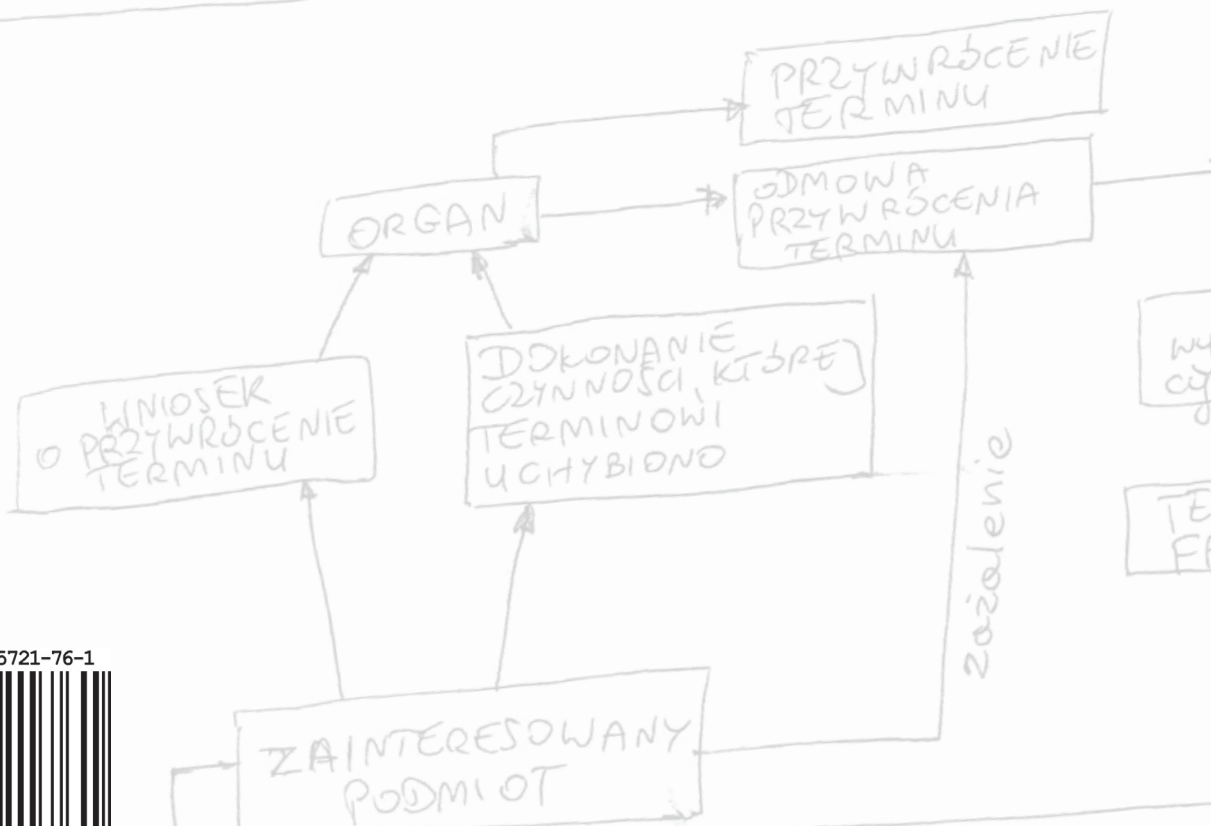 PRZYWRÓCENIE
TERMINU
ODMOWA
PRZYWRÓCENIA
TERMINU
ORGAN
DOKONANIE
CZYNNOŚCI, KTÓREJ
TERMINOWI
UCHYBIONO
WNIOSEK
O PRZYWRÓCENIE
TERMINU
zażalenie
5721-76-1
ZAINTERESOWANY
PODMIOT